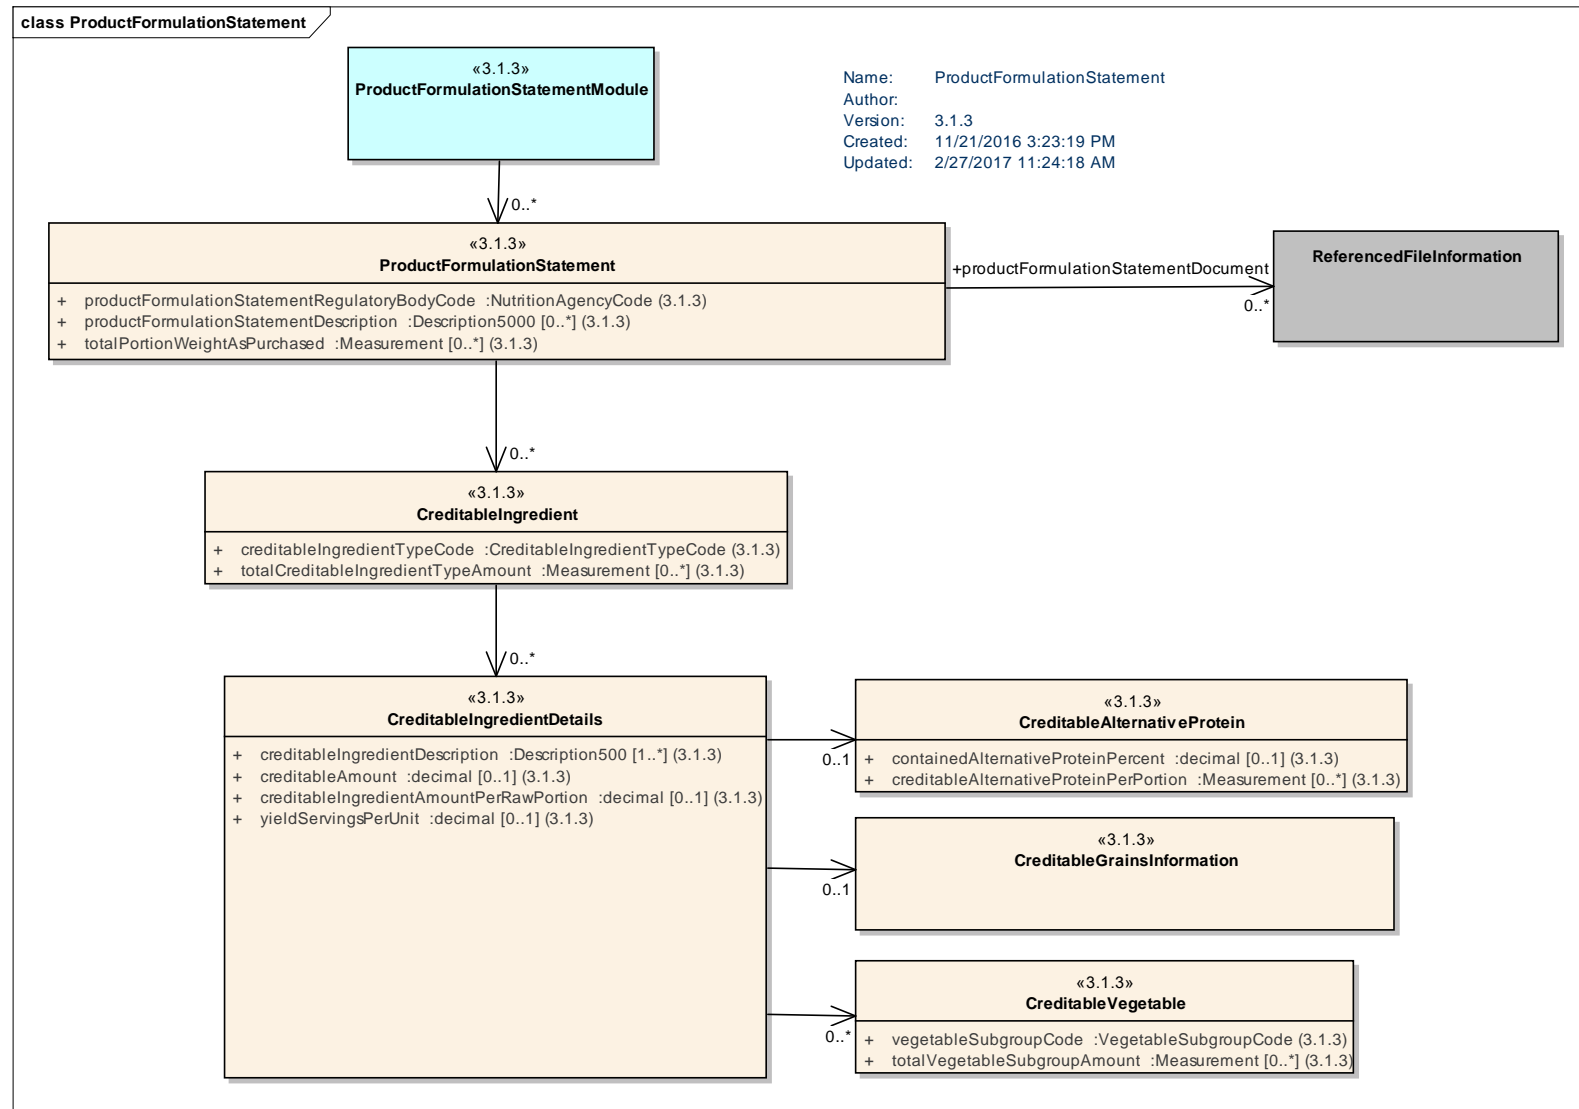 class ProductFormulationStatement
«3.1.3»
ProductFormulationStatementModule
Name: ProductFormulationStatement
Author:
Version: 3.1.3
Created: 11/21/2016 3:23:19 PM
Updated: 2/27/2017 11:24:18 AM
0..*
«3.1.3»
ProductFormulationStatement
+ productFormulationStatementRegulatoryBodyCode :NutritionAgencyCode (3.1.3)
+ productFormulationStatementDescription :Description5000 [0..*] (3.1.3)
+ totalPortionWeightAsPurchased :Measurement [0..*] (3.1.3)
+productFormulationStatementDocument
0..*
ReferencedFileInformation
0..*
«3.1.3»
CreditableIngredient
+ creditableIngredientTypeCode :CreditableIngredientTypeCode (3.1.3)
+ totalCreditableIngredientTypeAmount :Measurement [0..*] (3.1.3)
0..*
«3.1.3»
CreditableIngredientDetails
+ creditableIngredientDescription :Description500 [1..*] (3.1.3)
+ creditableAmount :decimal [0..1] (3.1.3)
+ creditableIngredientAmountPerRawPortion :decimal [0..1] (3.1.3)
+ yieldServingsPerUnit :decimal [0..1] (3.1.3)
0..1
«3.1.3»
CreditableAlternativeProtein
+ containedAlternativeProteinPercent :decimal [0..1] (3.1.3)
+ creditableAlternativeProteinPerPortion :Measurement [0..*] (3.1.3)
0..1
«3.1.3»
CreditableGrainsInformation
0..*
«3.1.3»
CreditableVegetable
+ vegetableSubgroupCode :VegetableSubgroupCode (3.1.3)
+ totalVegetableSubgroupAmount :Measurement [0..*] (3.1.3)